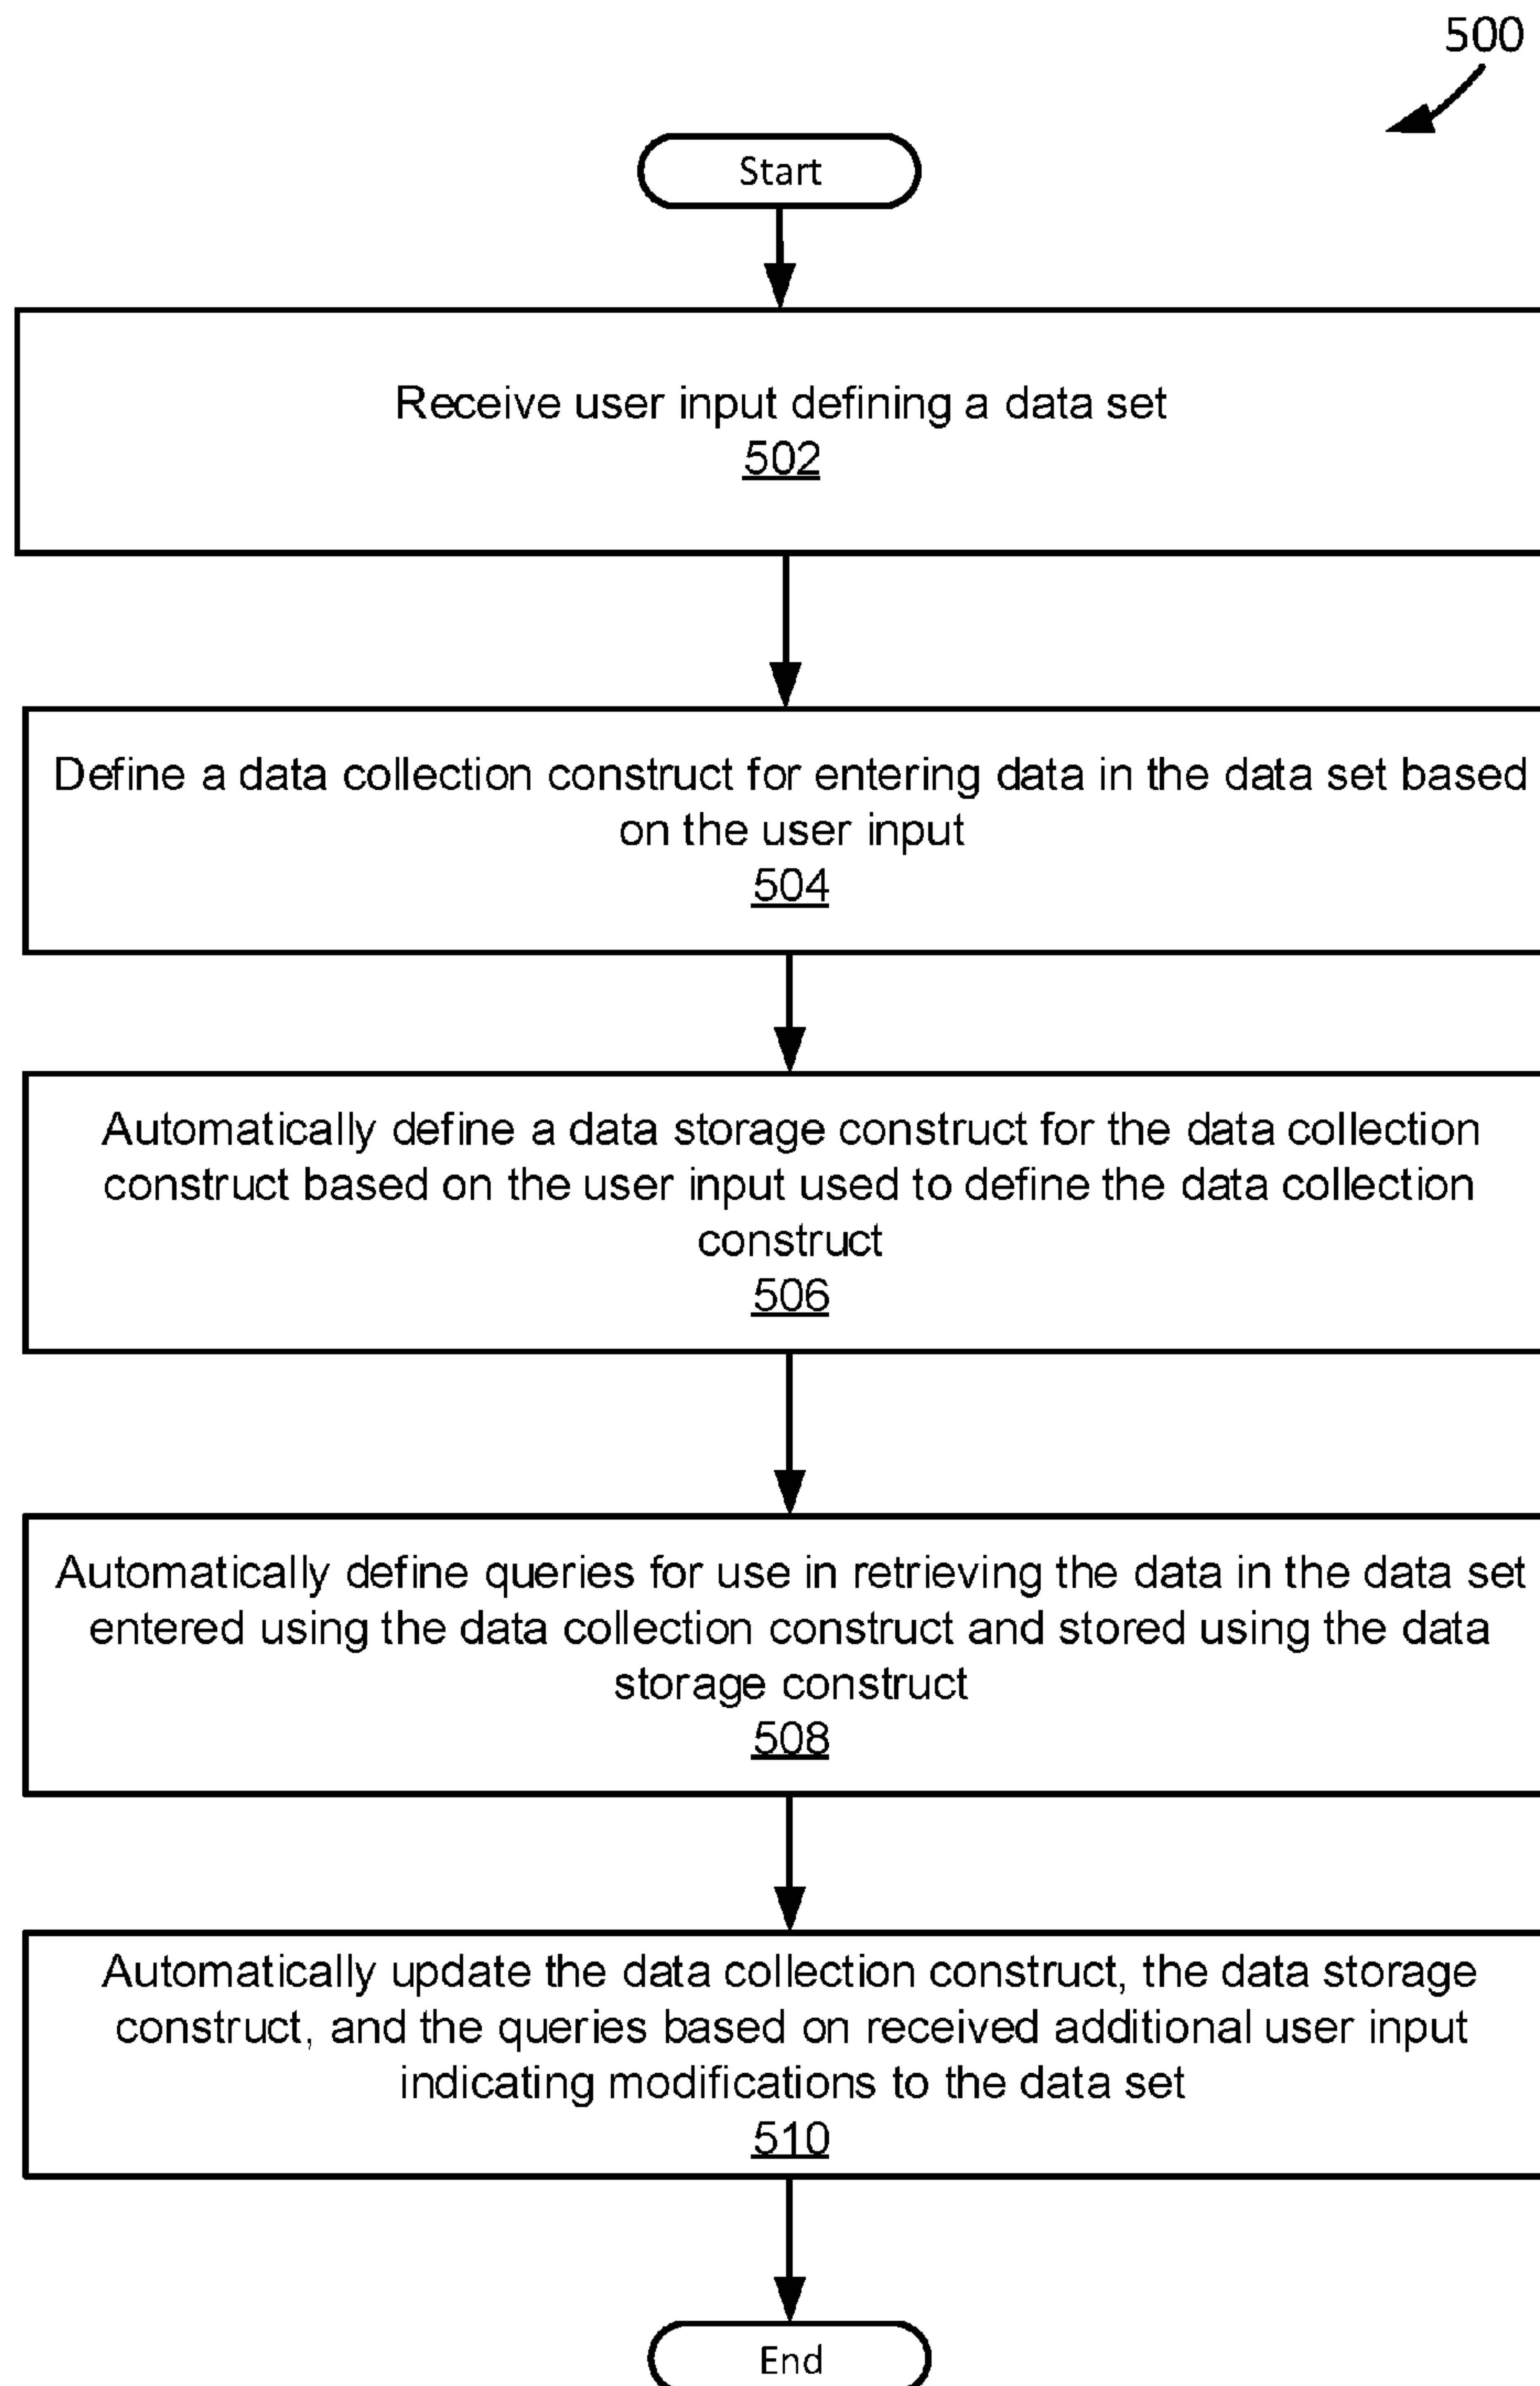 500
Start
Receive user input defining a data set
502
Define a data collection construct for entering data in the data set based
on the user input
504
Automatically define a data storage construct for the data collection
construct based on the user input used to define the data collection
construct
506
Automatically define queries for use in retrieving the data in the data set
entered using the data collection construct and stored using the data
storage construct
508
Automatically update the data collection construct, the data storage
construct, and the queries based on received additional user input
indicating modifications to the data set
510
End